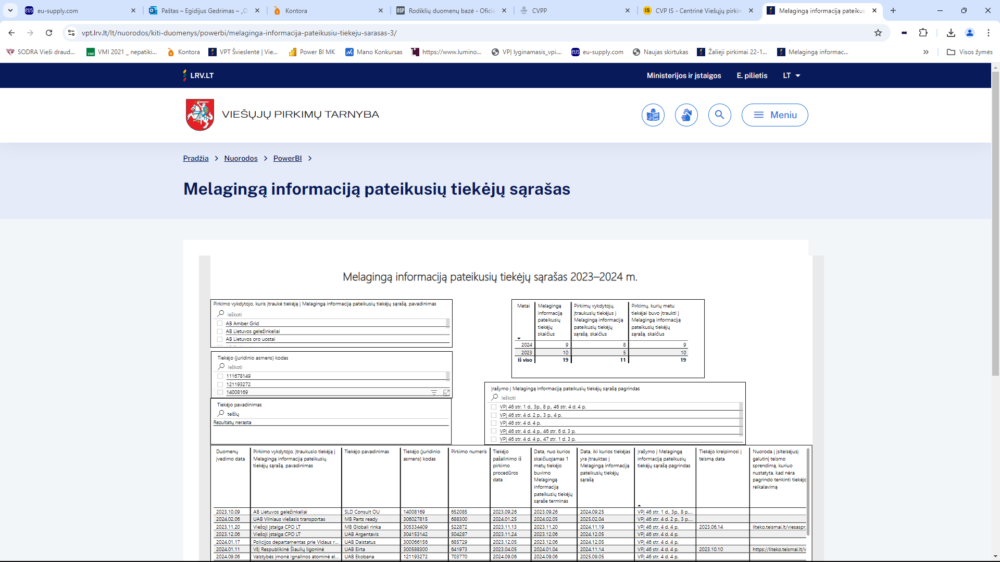 eu-supply.com
Paštas – Egidijus Gedrimas – „O
Kontora
Rodiklių duomenų bazė - Oficia
CVPP
CVP IS - Centrinė Viešųjų pirkim
Melagingą informaciją pateikus
vpt.lrv.lt/lt/nuorodos/kiti-duomenys/powerbi/melaginga-informacija-pateikusiu-tiekeju-sarasas-3/
SODRA Vieši draud...
VMI 2021 _ nepatiki...
Kontora
VPT Švieslentė | Vie...
Power BI MK
Mano Konkursas
https://www.lumino...
VPĮ lyginamasis_vpi....
eu-supply.com
Naujas skirtukas
Žalieji pirkimai 22-1...
Melagingą informac...
Visos žymės
LRV.LT
Ministerijos ir įstaigos
E. pilietis
LT
VIEŠŲJŲ PIRKIMŲ TARNYBA
Meniu
Pradžia
Nuorodos
PowerBI
Melagingą informaciją pateikusių tiekėjų sąrašas
Melagingą informaciją pateikusių tiekėjų sąrašas 2023–2024 m.
Pirkimo vykdytojo, kuris įtraukė tiekėją į Melagingą informaciją pateikusių tiekėjų sąrašą, pavadinimas
Ieškoti
AB Amber Grid
AB Lietuvos geležinkeliai
AB Lietuvos oro uostai
Tiekėjo (juridinio asmens) kodas
Ieškoti
111678149
121193272
14008169
Tiekėjo pavadinimas
telšių
Rezultatų nerasta
Metai
Melagingą
informaciją
pateikusių
tiekėjų
skaičius
Pirkimų vykdytojų,
įtraukusių tiekėjus į
Melagingą informaciją
pateikusių tiekėjų
sąrašą, skaičius
Pirkimų, kurių metu
tiekėjai buvo įtraukti į
Melagingą informaciją
pateikusių tiekėjų
sąrašą, skaičius
2024 9 8 9
2023 10 5 10
Iš viso 19 11 19
Įrašymo į Melagingą informaciją pateikusių tiekėjų sąrašą pagrindas
Ieškoti
VPĮ 46 str. 1 d., 3p., 8 p., 46 str. 4 d. 4 p.
VPĮ 46 str. 4 d. 2 p., 3 p., 4 p.
VPĮ 46 str. 4 d. 4 p.
VPĮ 46 str. 4 d. 4 p., 46 str. 6 d. 3 p.
VPĮ 46 str. 4 d. 4 p., 47 str. 1 d. 3 p.
Duomenų
įvedimo data
Pirkimo vykdytojo, įtraukusio tiekėją į
Melagingą informaciją pateikusių
tiekėjų sąrašą, pavadinimas
Tiekėjo pavadinimas
Tiekėjo (juridinio
asmens) kodas
Pirkimo numeris
Tiekėjo
pašalinimo iš
pirkimo
procedūros
data
Data, nuo kurios
skaičiuojamas 1
metų tiekėjo
buvimo
Melagingą
informaciją
pateikusių tiekėjų
sąraše terminas
Data, iki kurios tiekėjas
yra įtrauktas į
Melagingą informaciją
pateikusių tiekėjų
sąrašą
Įrašymo į Melagingą
informaciją pateikusių
tiekėjų sąrašą pagrindas
Tiekėjo kreipimosi į
teismą data
Nuoroda į įsiteisėjusį
galutinį teismo
sprendimą, kuriuo
nustatyta, kad nėra
pagrindo tenkinti tiekėjo
reikalavimą
2023.10.09 AB Lietuvos geležinkeliai SLD Consult OU 14008169 652085 2023.09.26 2023.09.26 2024.09.25 VPĮ 46 str. 1 d., 3p., 8 p....
2024.02.06 UAB Vilniaus viešasis transportas MB Parts ready 306027815 688300 2024.01.25 2024.02.05 2025.02.04 VPĮ 46 str. 4 d. 2 p., 3 p....
2023.11.20 Viešoji įstaiga CPO LT MB Globali rinka 305334409 522872 2023.11.13 2023.11.20 2024.11.19 VPĮ 46 str. 4 d. 4 p. 2023.06.14 liteko.teismai.lt/viesaspr.
2023.12.06 Viešoji įstaiga CPO LT UAB Argentavis 304153142 504287 2023.11.24 2023.12.06 2024.12.05 VPĮ 46 str. 4 d. 4 p.
2024.01.17 Policijos departamentas prie Vidaus r... UAB Daistatus 300066156 685729 2023.12.05 2023.12.06 2024.12.05 VPĮ 46 str. 4 d. 4 p.
2024.01.11 VšĮ Respublikinė Šiaulių ligoninė UAB Eirta 300588300 641973 2023.04.05 2024.01.04 2024.11.14 VPĮ 46 str. 4 d. 4 p. 2023.10.10 https://liteko.teismai.lt/v
2024.09.06 Valstybės įmonė Ignalinos atominė el... UAB Ekobana 121193272 703770 2024.09.06 2024.09.06 2025.09.05 VPĮ 46 str. 4 d. 4 p.